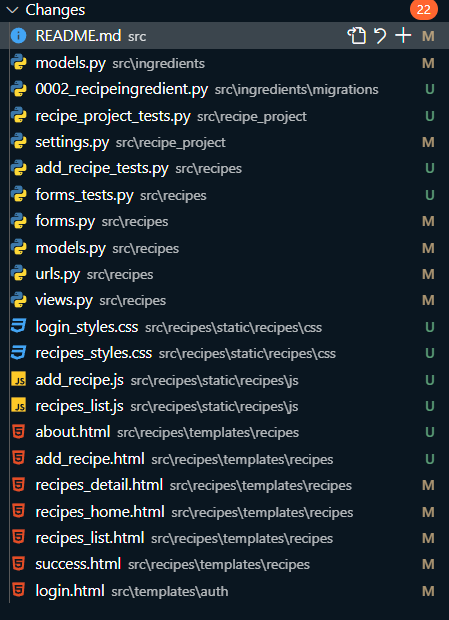 Changes 22
README.md src M
models.py src\ingredients M
0002_recipeingredient.py src\ingredients\migrations U
recipe_project_tests.py src\recipe_project U
settings.py src\recipe_project M
add_recipe_tests.py src\recipes U
forms_tests.py src\recipes U
forms.py src\recipes M
models.py src\recipes M
urls.py src\recipes M
views.py src\recipes M
login_styles.css src\recipes\static\recipes\css U
recipes_styles.css src\recipes\static\recipes\css U
JS add_recipe.js src\recipes\static\recipes\js U
JS recipes_list.js src\recipes\static\recipes\js U
about.html src\recipes\templates\recipes U
add_recipe.html src\recipes\templates\recipes U
recipes_detail.html src\recipes\templates\recipes M
recipes_home.html src\recipes\templates\recipes M
recipes_list.html src\recipes\templates\recipes M
success.html src\recipes\templates\recipes M
login.html src\templates\auth M